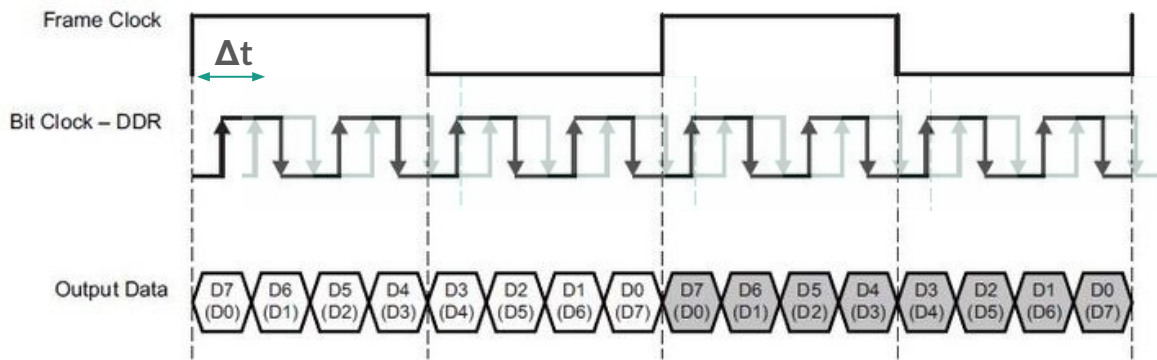 Frame Clock
Δt
Bit Clock – DDR
Output Data
D7 D6 D5 D4 D3 D2 D1 D0 D7 D6 D5 D4 D3 D2 D1 D0
(D0) (D1) (D2) (D3) (D4) (D5) (D6) (D7) (D0) (D1) (D2) (D3) (D4) (D5) (D6) (D7)